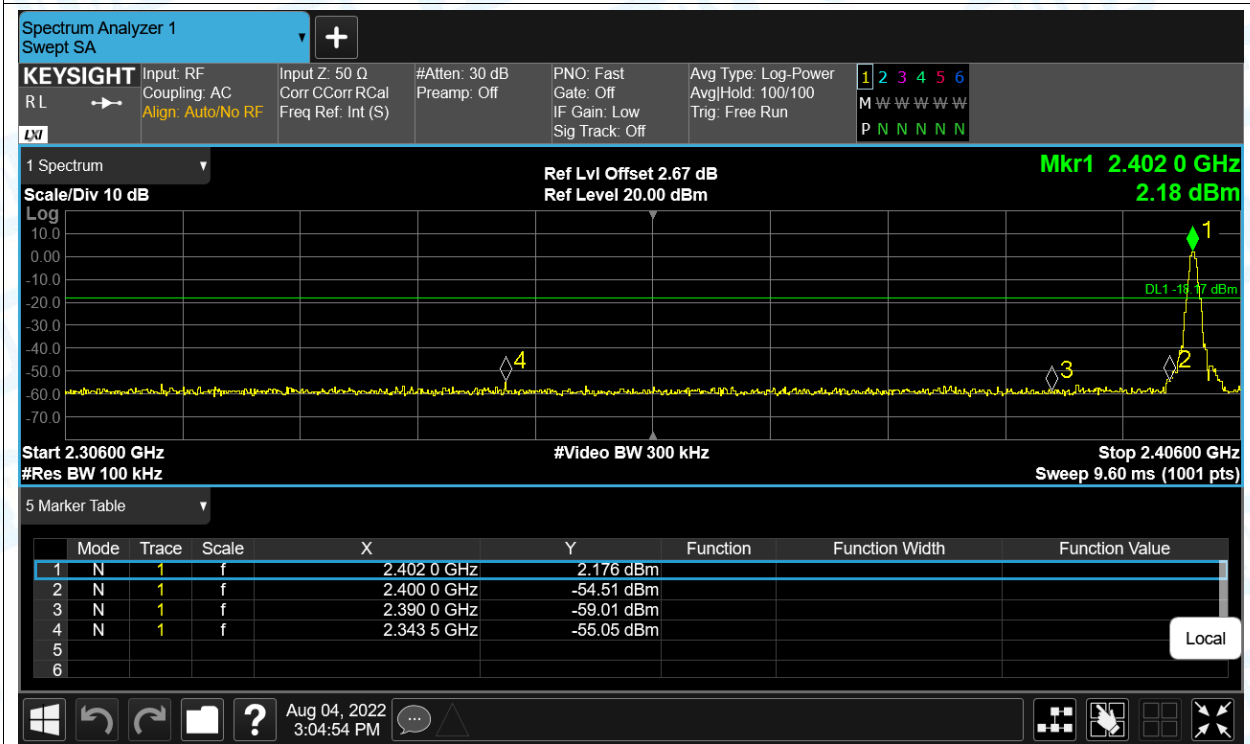 Spectrum Analyzer 1
Swept SA
KEYSIGHT
R L
LXI
Input: RF
Coupling: AC
Align: Auto/No RF
Input Z: 50 Ω
Corr CCorr RCal
Freq Ref: Int (S)
#Atten: 30 dB
Preamp: Off
PNO: Fast
Gate: Off
IF Gain: Low
Sig Track: Off
Avg Type: Log-Power
Avg|Hold: 100/100
Trig: Free Run
1 2 3 4 5 6
M W W W W W
P N N N N N
1 Spectrum
Scale/Div 10 dB
Ref Lvl Offset 2.67 dB
Ref Level 20.00 dBm
Mkr1 2.402 0 GHz
2.18 dBm
Log
10.0
0.00
-10.0
-20.0
-30.0
-40.0
-50.0
-60.0
-70.0
1
DL1 -18.17 dBm
4
3
2
Start 2.30600 GHz
#Res BW 100 kHz
#Video BW 300 kHz
Stop 2.40600 GHz
Sweep 9.60 ms (1001 pts)
5 Marker Table
Mode Trace Scale X Y Function Function Width Function Value
1 N 1 f 2.402 0 GHz 2.176 dBm
2 N 1 f 2.400 0 GHz -54.51 dBm
3 N 1 f 2.390 0 GHz -59.01 dBm
4 N 1 f 2.343 5 GHz -55.05 dBm
5
6
Local
?
Aug 04, 2022
3:04:54 PM